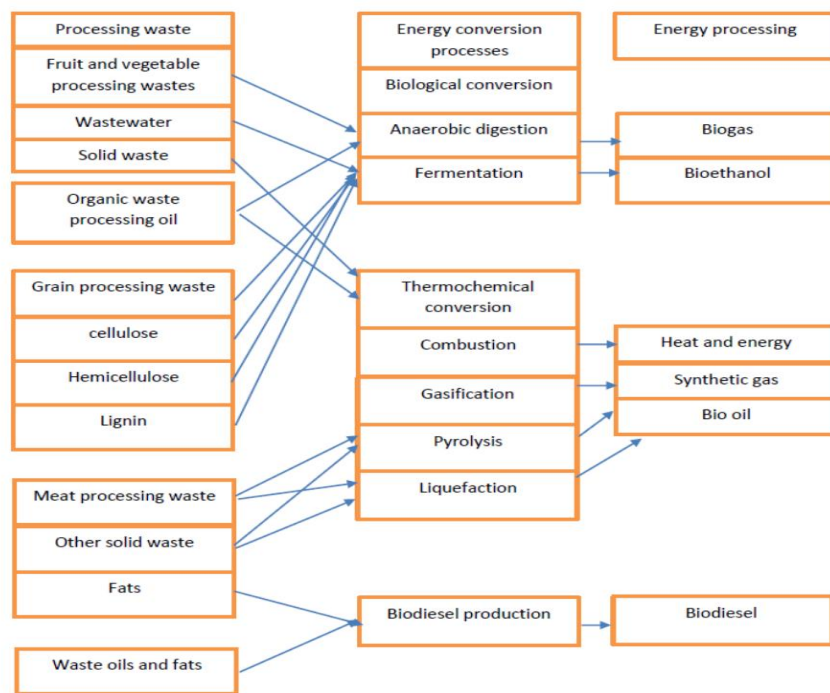 Processing waste
Fruit and vegetable
processing wastes
Wastewater
Solid waste
Organic waste
processing oil
Grain processing waste
cellulose
Hemicellulose
Lignin
Meat processing waste
Other solid waste
Fats
Waste oils and fats
Energy conversion
processes
Biological conversion
Anaerobic digestion
Fermentation
Thermochemical
conversion
Combustion
Gasification
Pyrolysis
Liquefaction
Biodiesel production
Energy processing
Biogas
Bioethanol
Heat and energy
Synthetic gas
Bio oil
Biodiesel